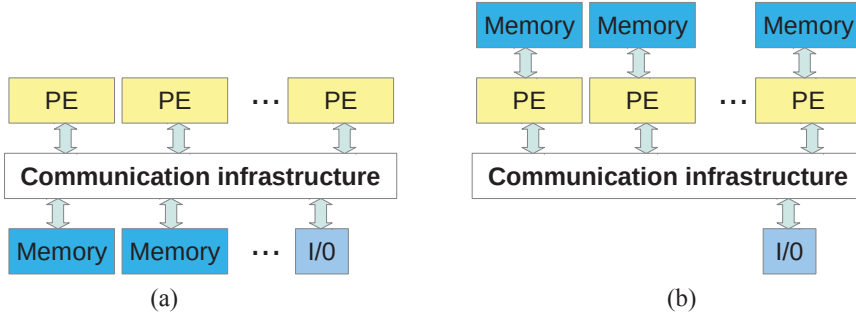 Memory Memory Memory
PE PE ... PE
PE PE ... PE
Communication infrastructure
Communication infrastructure
Memory Memory ... I/0
I/0
(a)
(b)